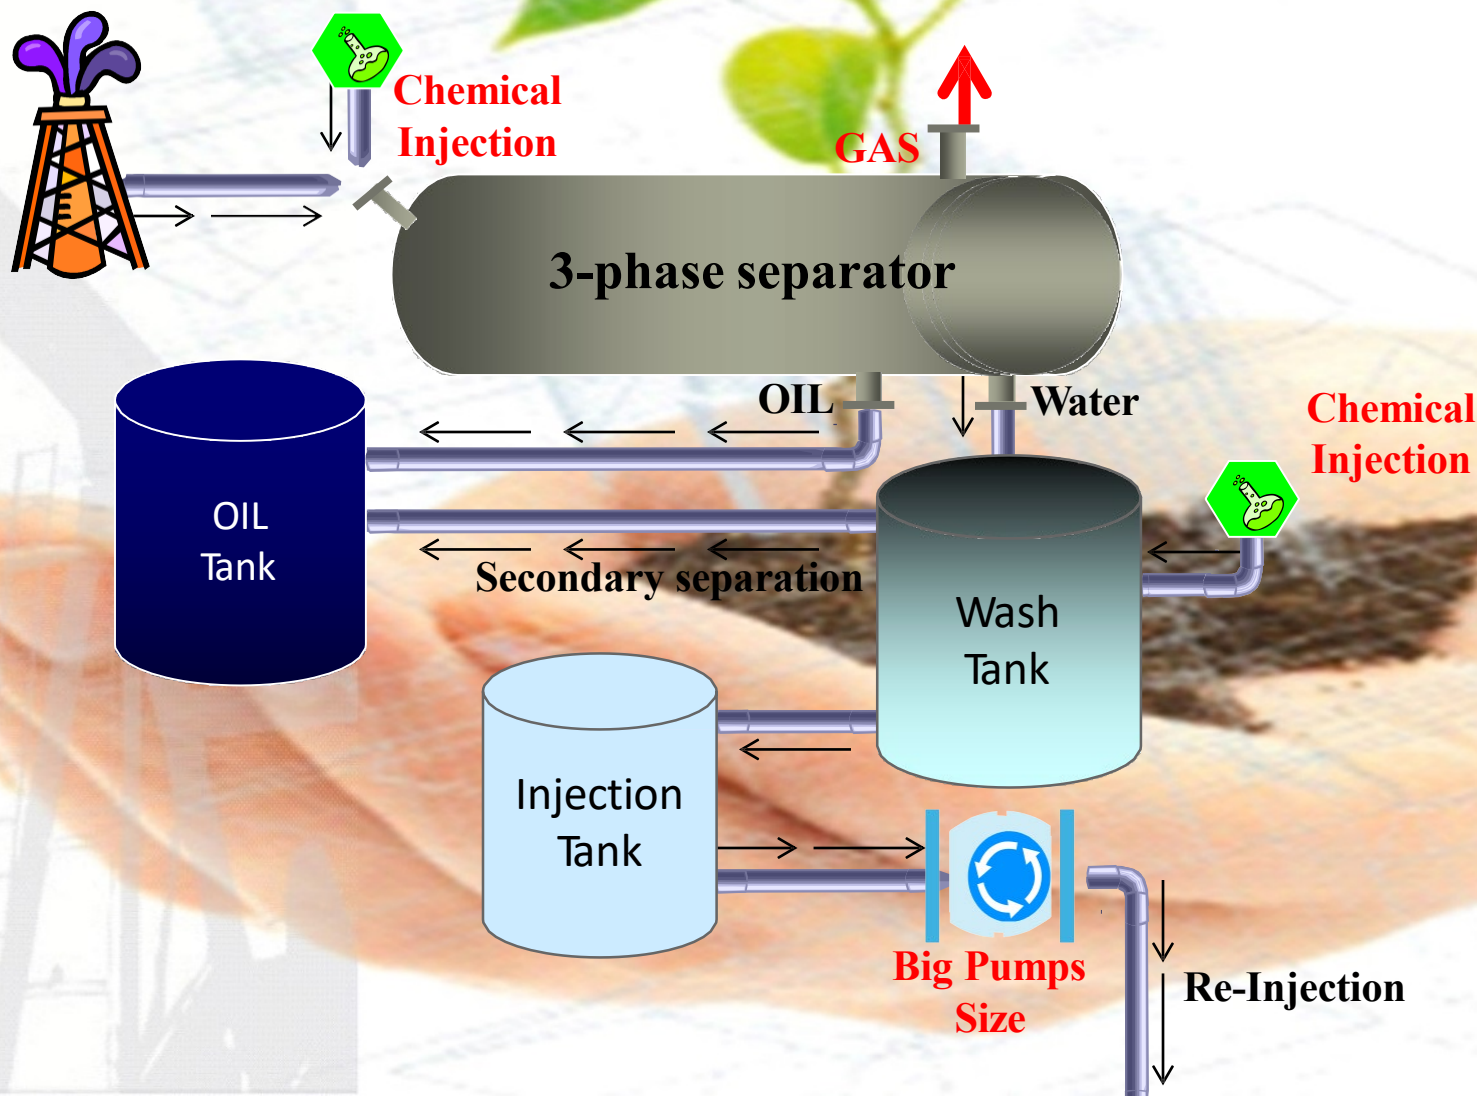 Chemical
Injection
GAS
3-phase separator
OIL
Water
Chemical
Injection
OIL
Tank
Secondary separation
Wash
Tank
Injection
Tank
Big Pumps
Size
Re-Injection